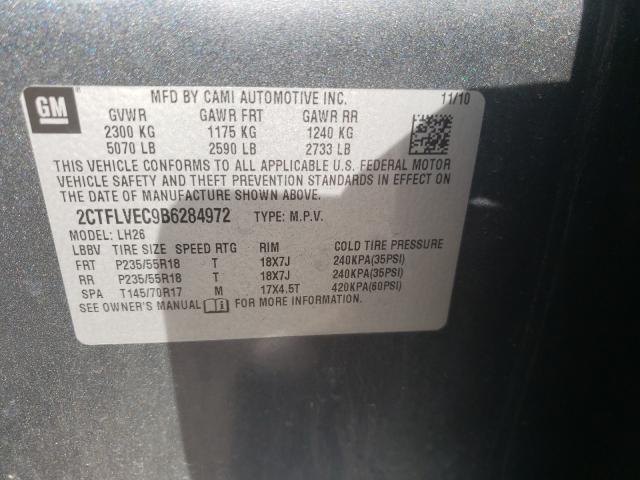 GM
MFD BY CAMI AUTOMOTIVE INC. 11/10
GVWR GAWR FRT GAWR RR
2300 KG 1175 KG 1240 KG
5070 LB 2590 LB 2733 LB
THIS VEHICLE CONFORMS TO ALL APPLICABLE U.S. FEDERAL MOTOR
VEHICLE SAFETY AND THEFT PREVENTION STANDARDS IN EFFECT ON
THE DATE OF MANUFACTURE SHOWN ABOVE.
2CTFLVEC9B6284972 TYPE: M.P.V.
MODEL: LH26
LBBV TIRE SIZE SPEED RTG RIM COLD TIRE PRESSURE
FRT P235/55R18 T 18X7J 240KPA(35PSI)
RR P235/55R18 T 18X7J 240KPA(35PSI)
SPA T145/70R17 M 17X4.5T 420KPA(60PSI)
SEE OWNER'S MANUAL FOR MORE INFORMATION.